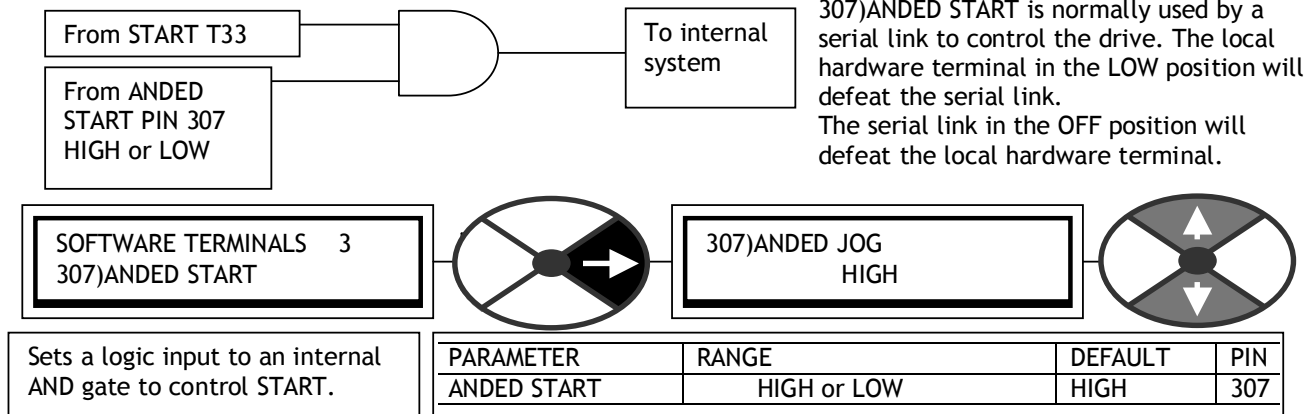 From START T33
From ANDED
START PIN 307
HIGH or LOW
To internal
system
307)ANDED START is normally used by a
serial link to control the drive. The local
hardware terminal in the LOW position will
defeat the serial link.
The serial link in the OFF position will
defeat the local hardware terminal.
SOFTWARE TERMINALS 3
307)ANDED START
307)ANDED JOG
HIGH
Sets a logic input to an internal
AND gate to control START.
PARAMETER RANGE DEFAULT PIN
ANDED START HIGH or LOW HIGH 307